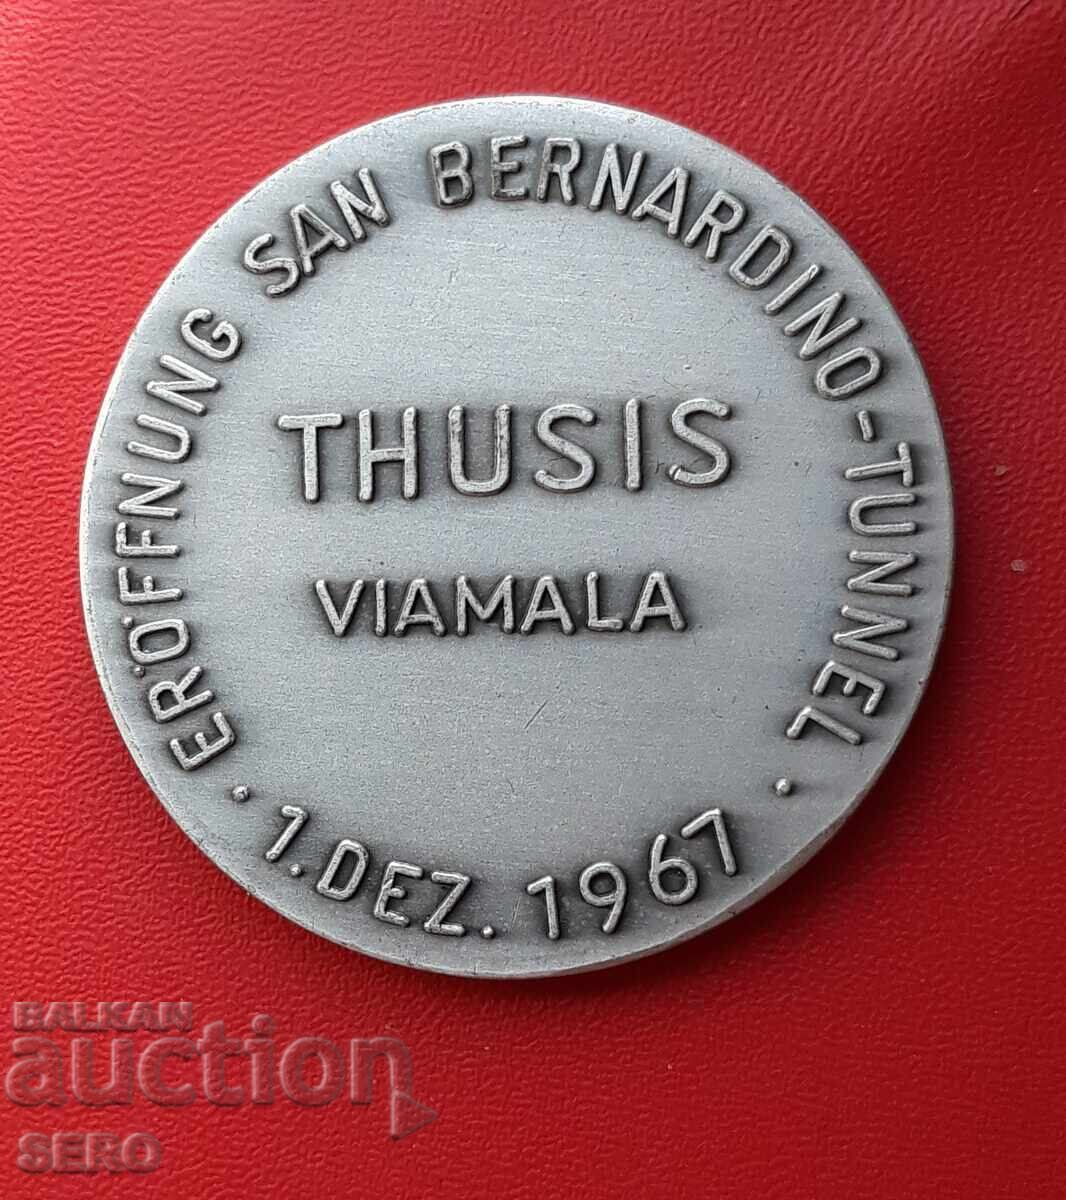 ERÖFFNUNG SAN BERNARDINO-TUNNEL
THUSIS
VIAMALA
· 1. DEZ. 1967 ·
BALKAN
auction
SERO